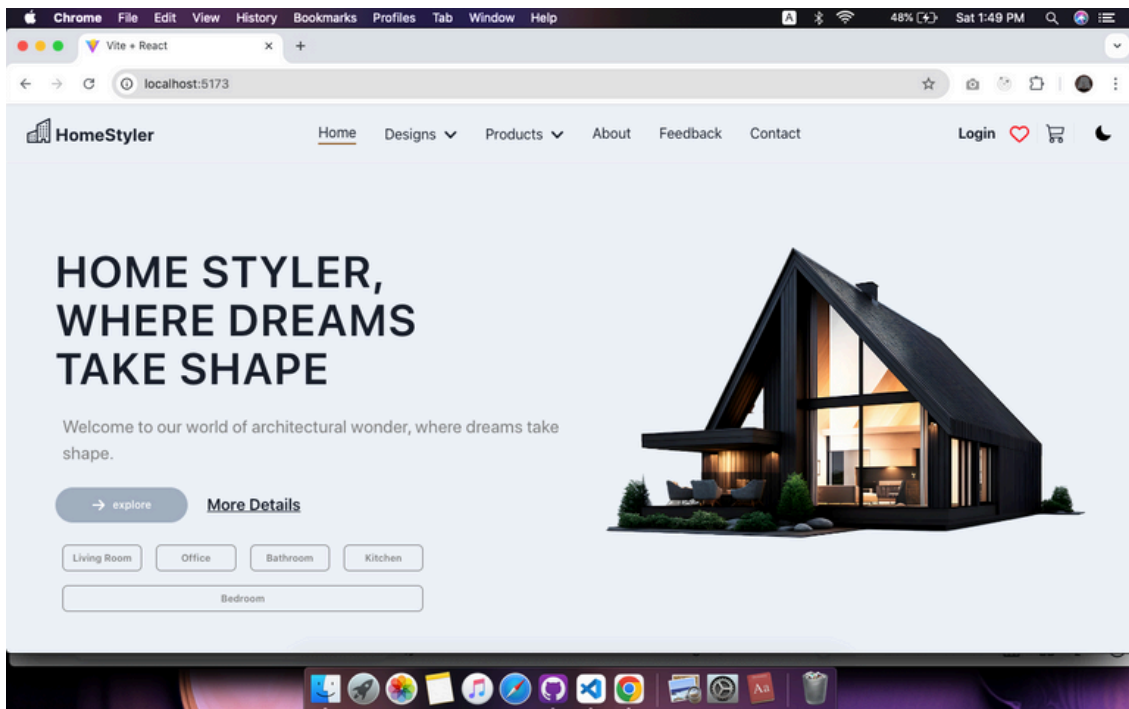 Chrome File Edit View History Bookmarks Profiles Tab Window Help A 48% Sat 1:49 PM
Vite + React
localhost:5173
HomeStyler Home Designs Products About Feedback Contact Login
HOME STYLER,
WHERE DREAMS
TAKE SHAPE
Welcome to our world of architectural wonder, where dreams take
shape.
explore More Details
Living Room Office Bathroom Kitchen
Bedroom
Aa